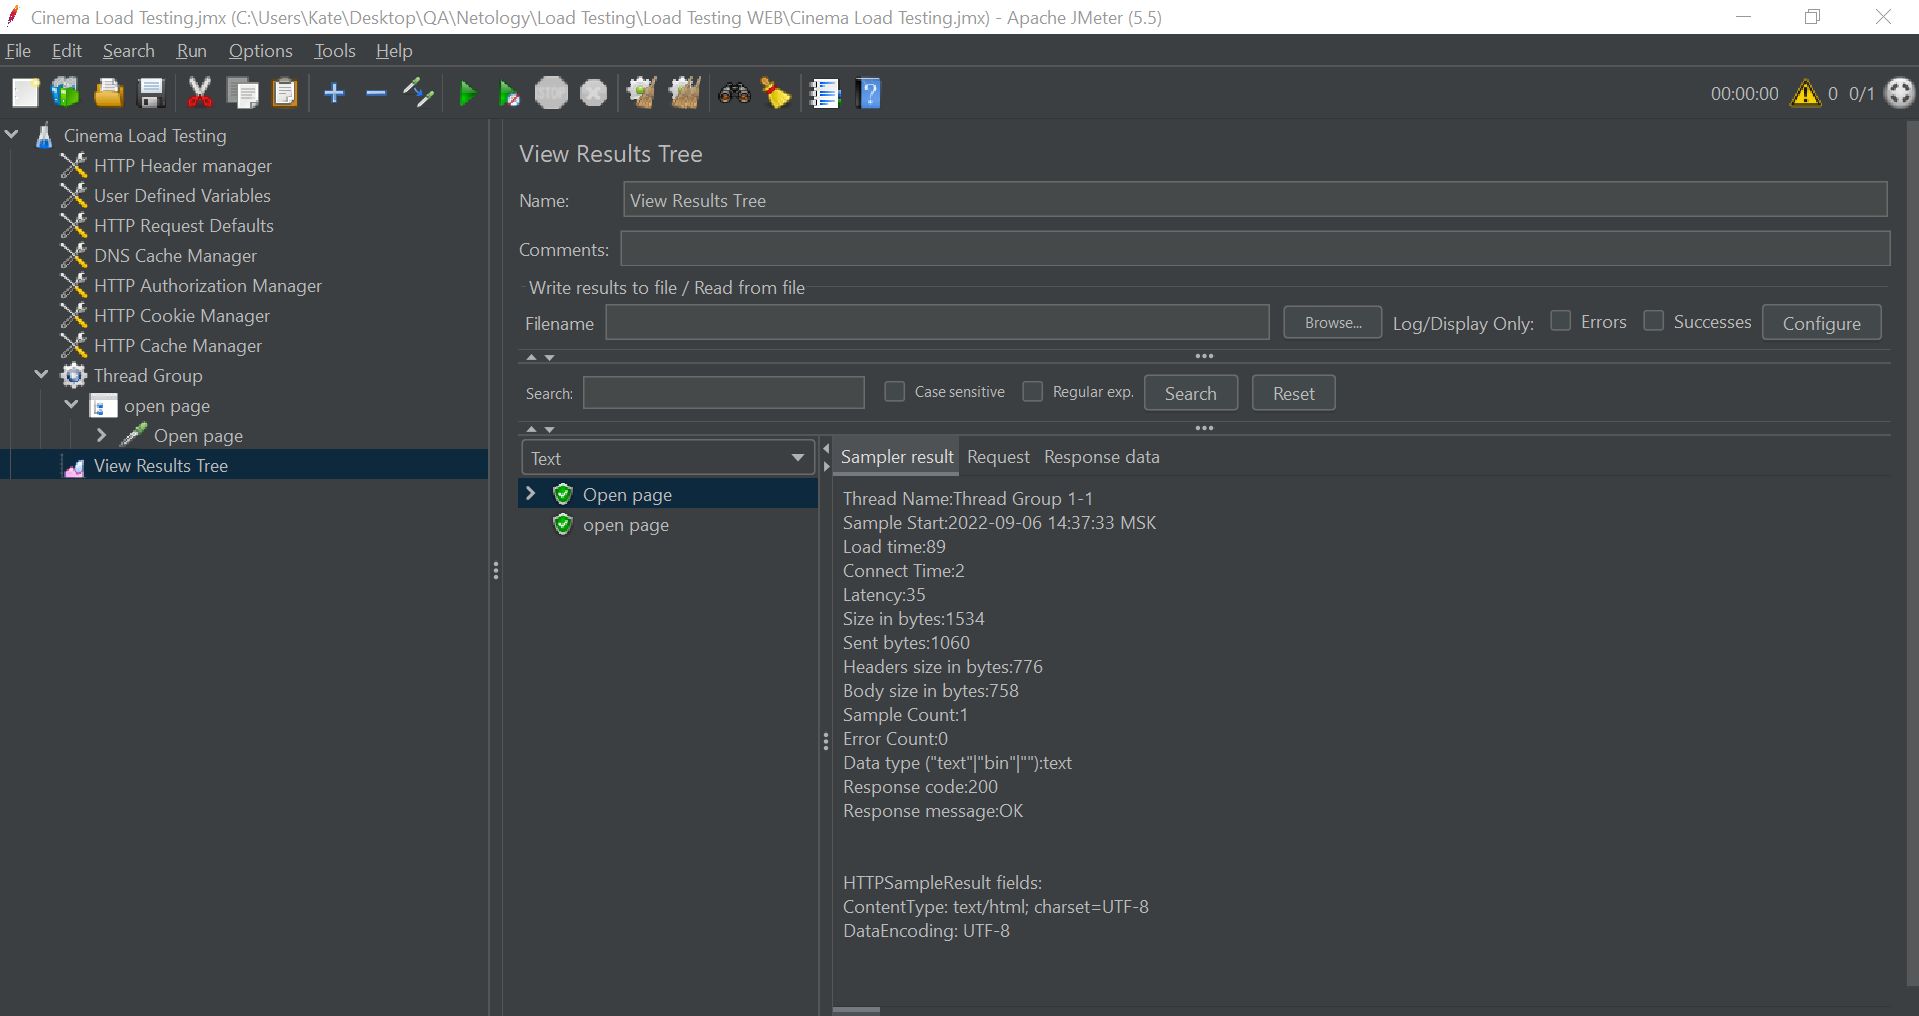 Cinema Load Testing.jmx (C:\Users\Kate\Desktop\QA\Netology\Load Testing\Load Testing WEB\Cinema Load Testing.jmx) - Apache JMeter (5.5)
File Edit Search Run Options Tools Help
STOP
00:00:00 0 0/1
Cinema Load Testing
HTTP Header manager
User Defined Variables
HTTP Request Defaults
DNS Cache Manager
HTTP Authorization Manager
HTTP Cookie Manager
HTTP Cache Manager
Thread Group
open page
Open page
View Results Tree
View Results Tree
Name: View Results Tree
Comments:
Write results to file / Read from file
Filename Browse... Log/Display Only: Errors Successes Configure
Search: Case sensitive Regular exp. Search Reset
Text
Open page
open page
Sampler result Request Response data
Thread Name:Thread Group 1-1
Sample Start:2022-09-06 14:37:33 MSK
Load time:89
Connect Time:2
Latency:35
Size in bytes:1534
Sent bytes:1060
Headers size in bytes:776
Body size in bytes:758
Sample Count:1
Error Count:0
Data type ("text"|"bin"|""):text
Response code:200
Response message:OK
HTTPSampleResult fields:
ContentType: text/html; charset=UTF-8
DataEncoding: UTF-8